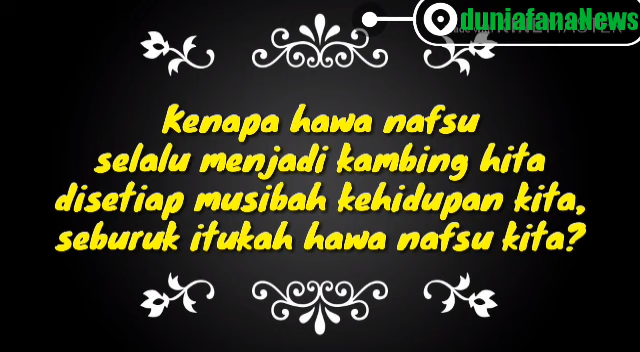 duniafanaNews
Kenapa hawa nafsu
selalu menjadi kambing hita
disetiap musibah kehidupan kita,
seburuk itukah hawa nafsu kita?